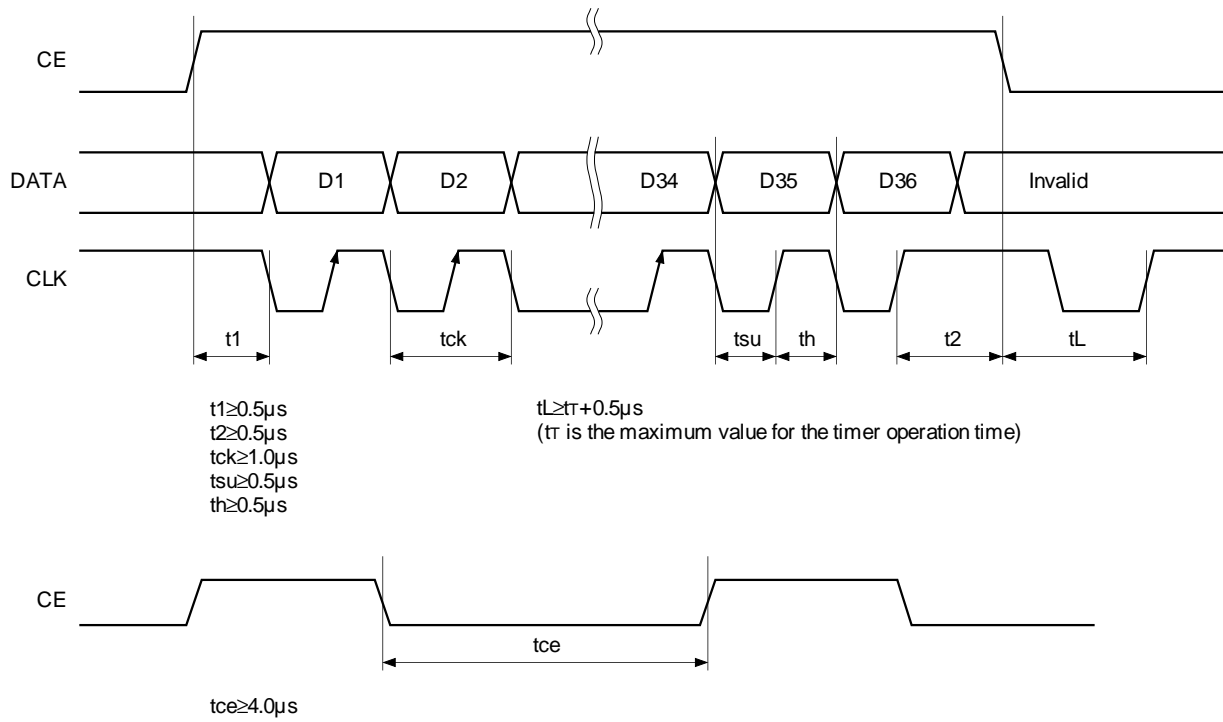 CE
DATA D1 D2 D34 D35 D36 Invalid
CLK
t1 tck tsu th t2 tL
t1≥0.5µs
t2≥0.5µs
tck≥1.0µs
tsu≥0.5µs
th≥0.5µs
tL≥tT+0.5µs
(tT is the maximum value for the timer operation time)
CE
tce
tce≥4.0µs